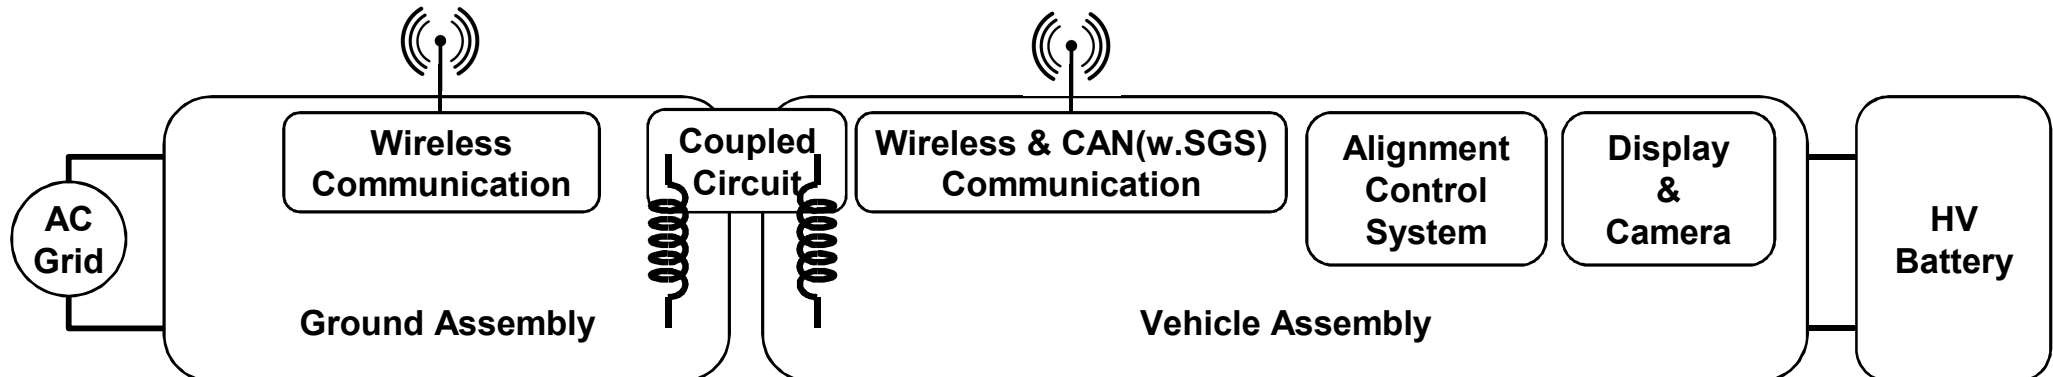 AC
Grid
Wireless
Communication
Ground Assembly
Coupled
Circuit
Wireless & CAN(w.SGS)
Communication
Alignment
Control
System
Display
&
Camera
Vehicle Assembly
HV
Battery